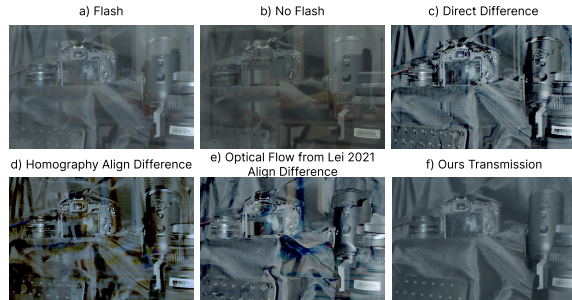 a) Flash
b) No Flash
c) Direct Difference
d) Homography Align Difference
e) Optical Flow from Lei 2021
Align Difference
f) Ours Transmission